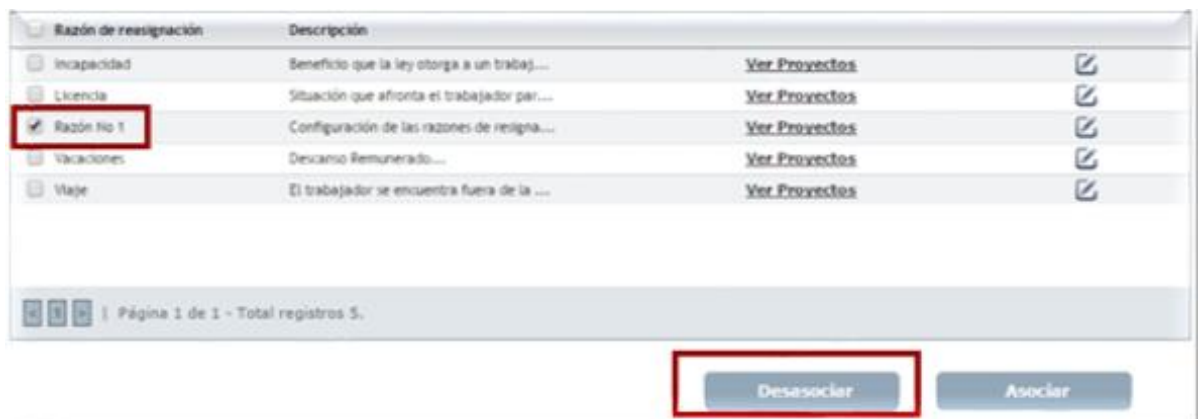 Razón de reasignación Descripción
Incapacidad Beneficio que la ley otorga a un trabaj.... Ver Proyectos
Licencia Situación que afronta el trabajador par.... Ver Proyectos
Razón No 1 Configuración de las razones de resigna.... Ver Proyectos
Vacaciones Descanso Remunerado.... Ver Proyectos
Viaje El trabajador se encuentra fuera de la .... Ver Proyectos
< 1 > | Página 1 de 1 - Total registros 5.
Desasociar Asociar